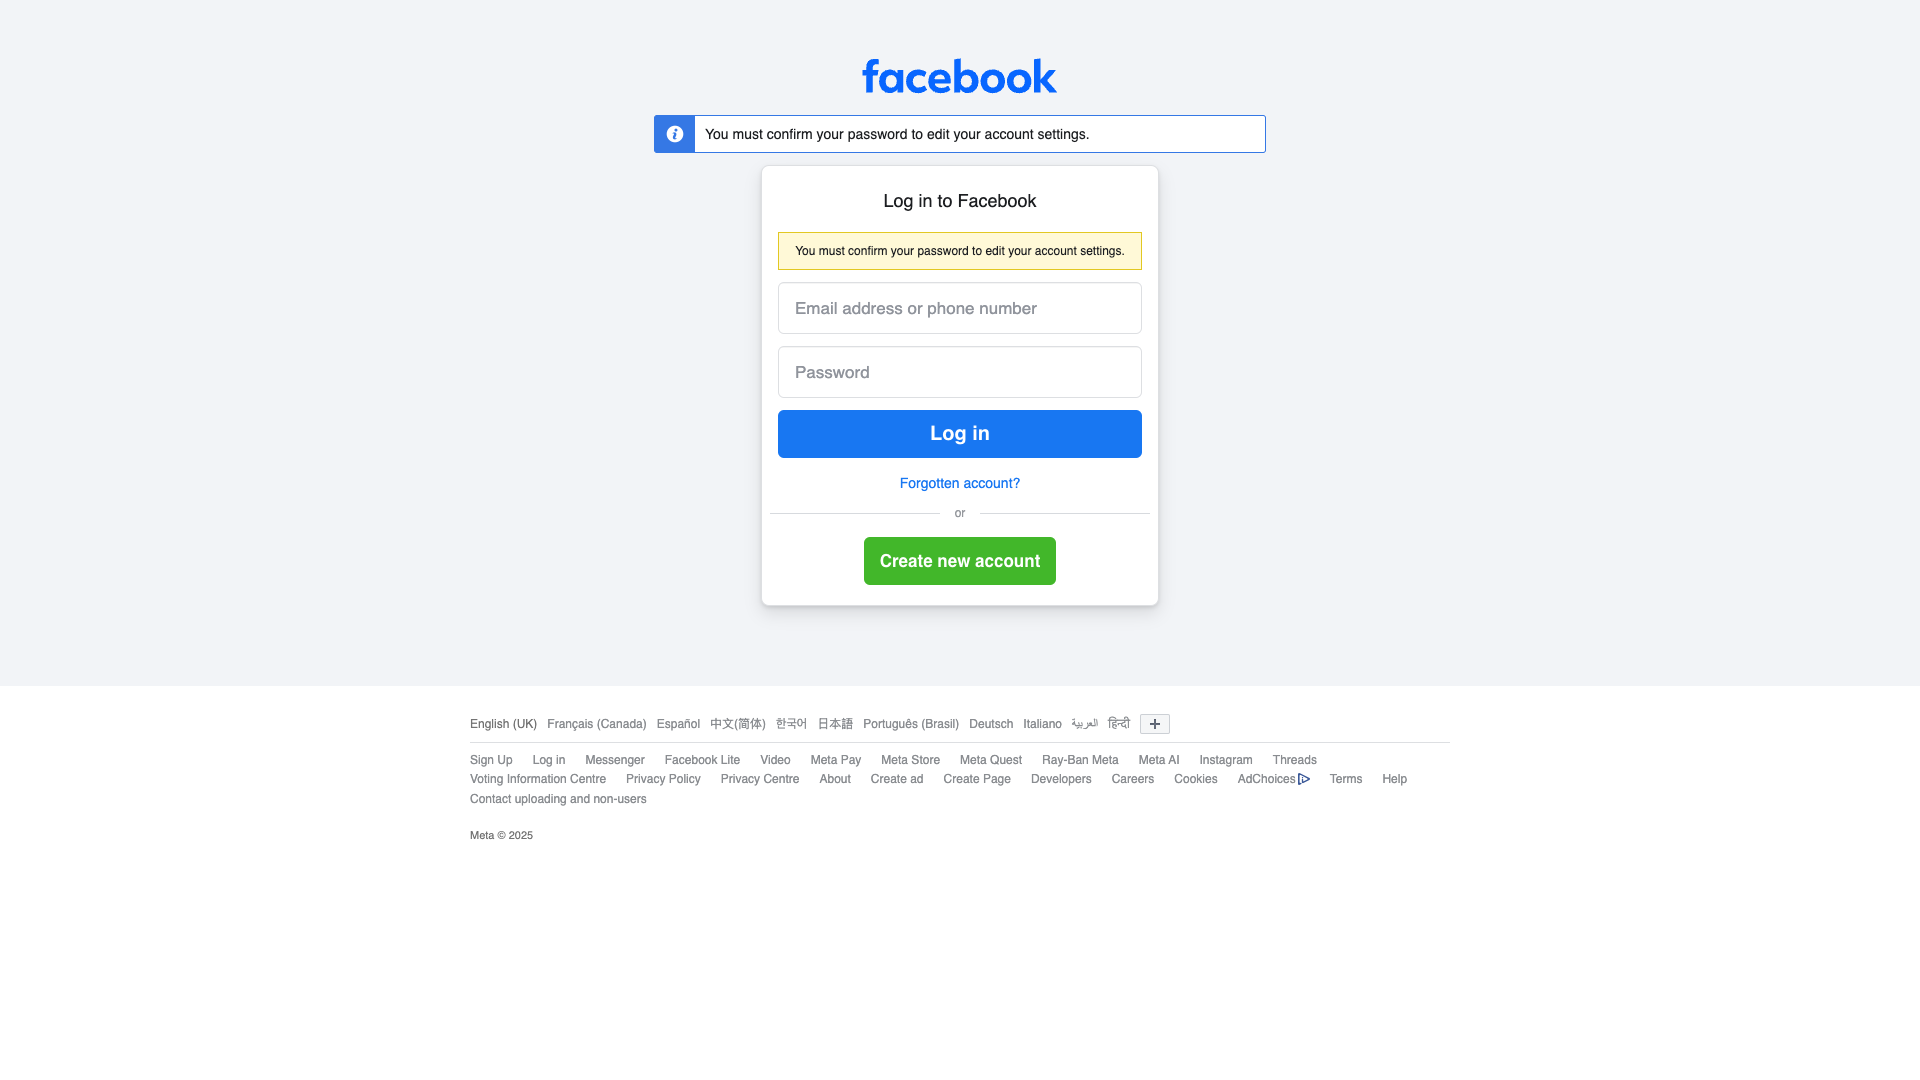 facebook
You must confirm your password to edit your account settings.
Log in to Facebook
You must confirm your password to edit your account settings.
Email address or phone number
Password
Log in
Forgotten account?
or
Create new account
English (UK) Français (Canada) Español 中文(简体) 한국어 日本語 Português (Brasil) Deutsch Italiano العربية हिन्दी
Sign Up Log in Messenger Facebook Lite Video Meta Pay Meta Store Meta Quest Ray-Ban Meta Meta AI Instagram Threads
Voting Information Centre Privacy Policy Privacy Centre About Create ad Create Page Developers Careers Cookies AdChoices Terms Help
Contact uploading and non-users
Meta © 2025